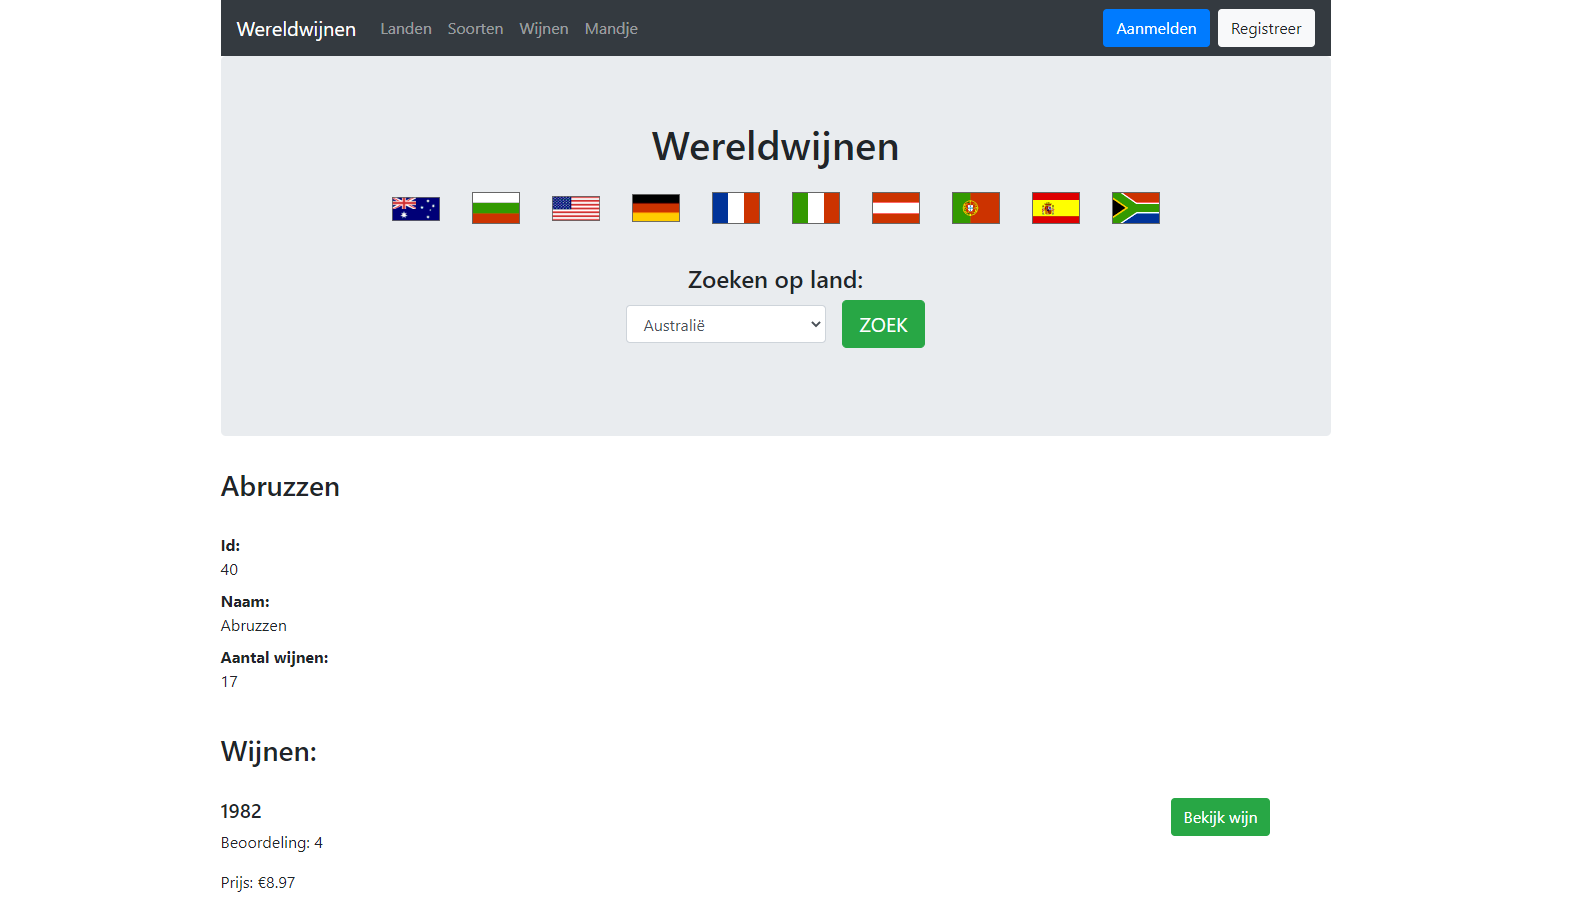 Wereldwijnen Landen Soorten Wijnen Mandje Aanmelden Registreer
Wereldwijnen
Zoeken op land:
Australië ZOEK
Abruzzen
Id:
40
Naam:
Abruzzen
Aantal wijnen:
17
Wijnen:
1982 Bekijk wijn
Beoordeling: 4
Prijs: €8.97